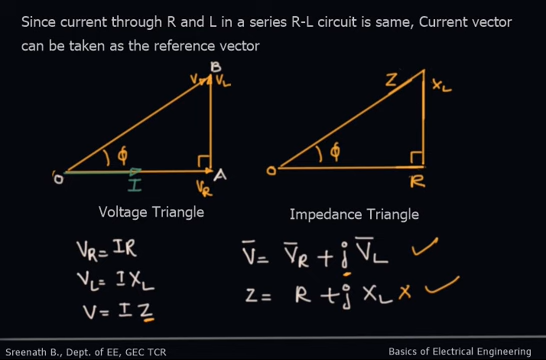 Since current through R and L in a series R-L circuit is same, Current vector
can be taken as the reference vector
B
V VL
ϕ
O
I
VR
A
Z
XL
ϕ
O
R
Voltage Triangle
Impedance Triangle
VR = IR
VL = I XL
V = I Z
V̄ = V̄R + j V̄L ✓
Z = R + j XL × ✓
Sreenath B., Dept. of EE, GEC TCR
Basics of Electrical Engineering